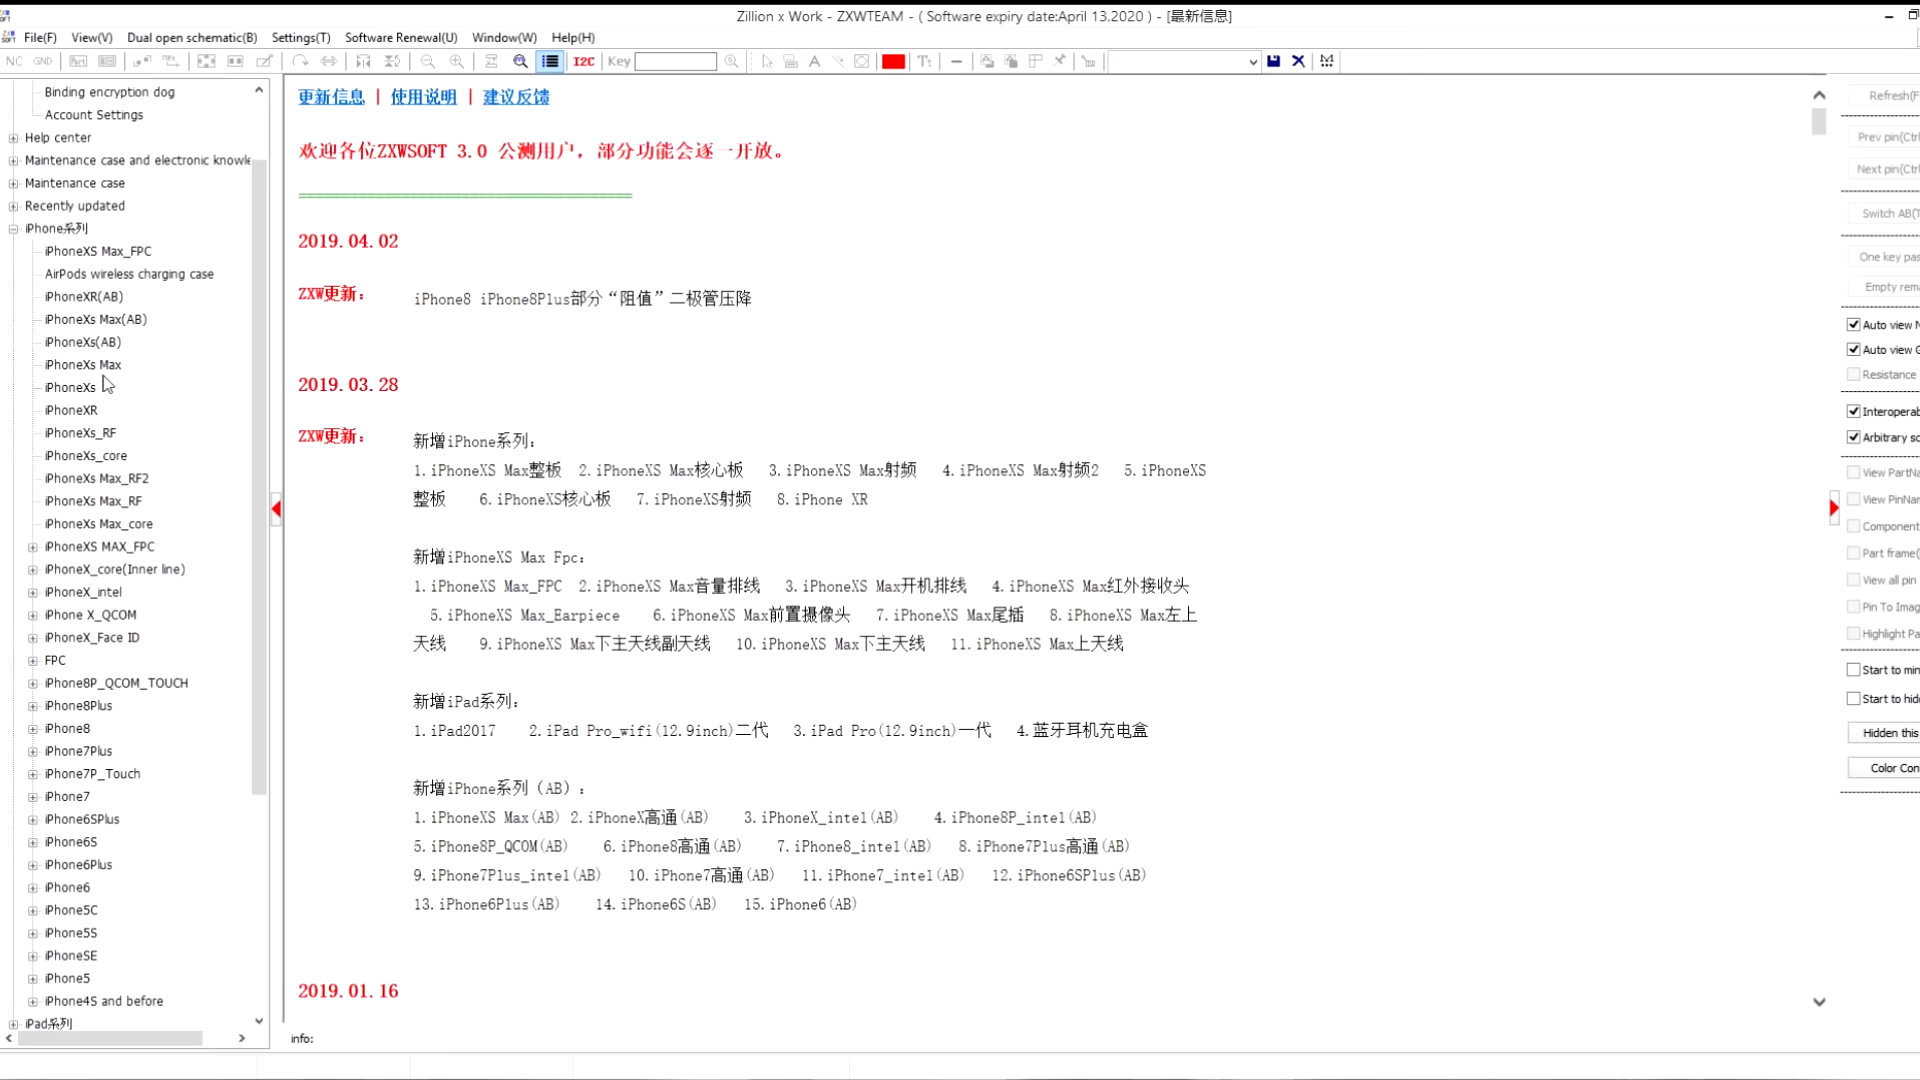 Zillion x Work - ZXWTEAM - ( Software expiry date:April 13,2020 ) - [最新信息]
File(F) View(V) Dual open schematic(B) Settings(T) Software Renewal(U) Window(W) Help(H)
NC GND I2C Key
Binding encryption dog
Account Settings
Help center
Maintenance case and electronic knowle
Maintenance case
Recently updated
iPhone系列
iPhoneXS Max_FPC
AirPods wireless charging case
iPhoneXR(AB)
iPhoneXs Max(AB)
iPhoneXs(AB)
iPhoneXs Max
iPhoneXs
iPhoneXR
iPhoneXs_RF
iPhoneXs_core
iPhoneXs Max_RF2
iPhoneXs Max_RF
iPhoneXs Max_core
iPhoneXS MAX_FPC
iPhoneX_core(Inner line)
iPhoneX_intel
iPhone X_QCOM
iPhoneX_Face ID
FPC
iPhone8P_QCOM_TOUCH
iPhone8Plus
iPhone8
iPhone7Plus
iPhone7P_Touch
iPhone7
iPhone6SPlus
iPhone6S
iPhone6Plus
iPhone6
iPhone5C
iPhone5S
iPhoneSE
iPhone5
iPhone4S and before
iPad系列
更新信息 | 使用说明 | 建议反馈
欢迎各位ZXWSOFT 3.0 公测用户，部分功能会逐一开放。
2019.04.02
ZXW更新： iPhone8 iPhone8Plus部分“阻值”二极管压降
2019.03.28
ZXW更新： 新增iPhone系列：
1.iPhoneXS Max整板 2.iPhoneXS Max核心板 3.iPhoneXS Max射频 4.iPhoneXS Max射频2 5.iPhoneXS
整板 6.iPhoneXS核心板 7.iPhoneXS射频 8.iPhone XR
新增iPhoneXS Max Fpc：
1.iPhoneXS Max_FPC 2.iPhoneXS Max音量排线 3.iPhoneXS Max开机排线 4.iPhoneXS Max红外接收头
5.iPhoneXS Max_Earpiece 6.iPhoneXS Max前置摄像头 7.iPhoneXS Max尾插 8.iPhoneXS Max左上
天线 9.iPhoneXS Max下主天线副天线 10.iPhoneXS Max下主天线 11.iPhoneXS Max上天线
新增iPad系列：
1.iPad2017 2.iPad Pro_wifi(12.9inch)二代 3.iPad Pro(12.9inch)一代 4.蓝牙耳机充电盒
新增iPhone系列（AB）：
1.iPhoneXS Max(AB) 2.iPhoneX高通(AB) 3.iPhoneX_intel(AB) 4.iPhone8P_intel(AB)
5.iPhone8P_QCOM(AB) 6.iPhone8高通(AB) 7.iPhone8_intel(AB) 8.iPhone7Plus高通(AB)
9.iPhone7Plus_intel(AB) 10.iPhone7高通(AB) 11.iPhone7_intel(AB) 12.iPhone6SPlus(AB)
13.iPhone6Plus(AB) 14.iPhone6S(AB) 15.iPhone6(AB)
2019.01.16
info:
Refresh(F
Prev pin(Ctrl
Next pin(Ctrl
Switch AB(T
One key pas
Empty rema
Auto view N
Auto view G
Resistance
Interoperab
Arbitrary sc
View PartNa
View PinNam
Component
Part frame(
View all pin
Pin To Imag
Highlight Pa
Start to min
Start to hid
Hidden this
Color Con